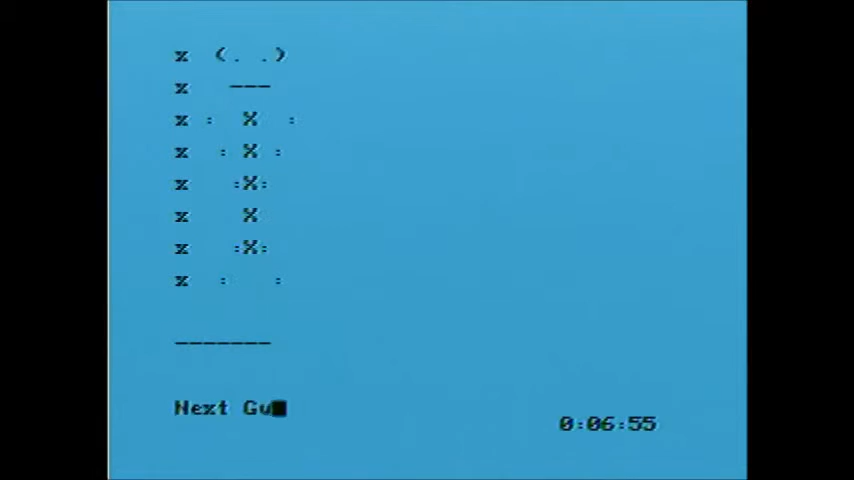 x  (. .)
x   ---
x :  X  :
x  : X :
x   :X:
x    X
x   :X:
x  :   :
-------
Next Gu
0:06:55